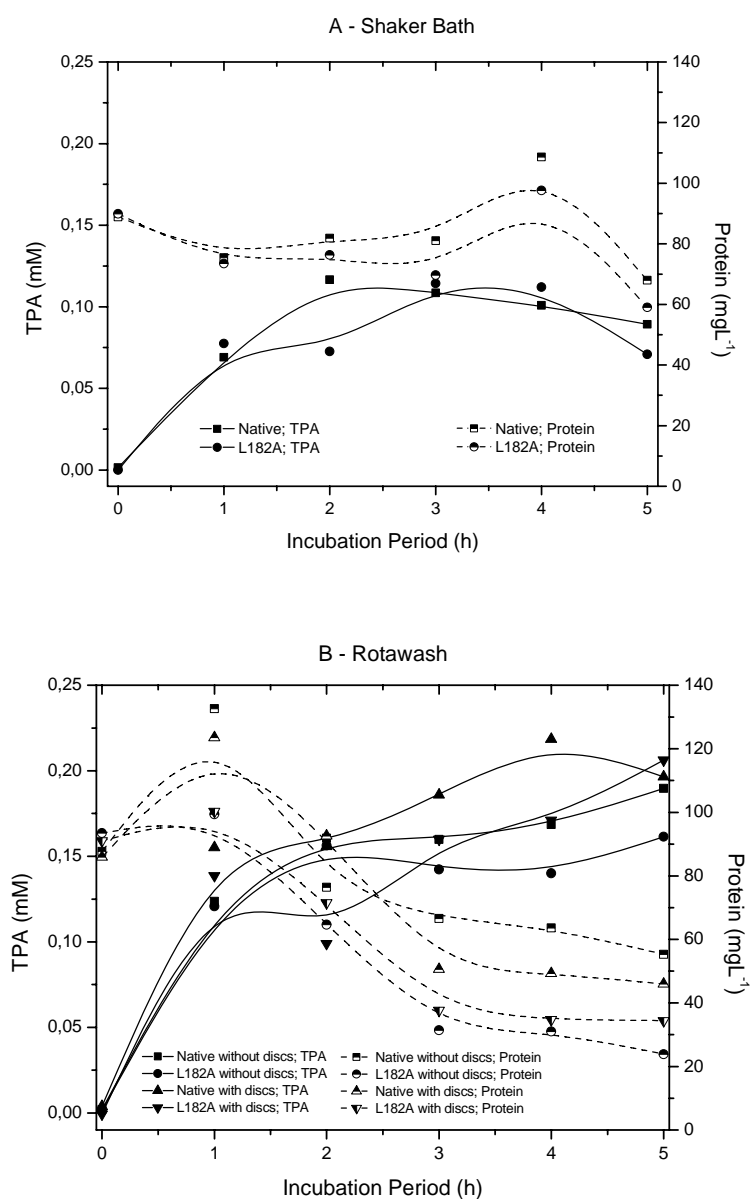 A - Shaker Bath
0,25
0,20
0,15
0,10
0,05
0,00
TPA (mM)
140
120
100
80
60
40
20
0
Protein (mgL-1)
Native; TPA
L182A; TPA
Native; Protein
L182A; Protein
0 1 2 3 4 5
Incubation Period (h)
B - Rotawash
0,25
0,20
0,15
0,10
0,05
0,00
TPA (mM)
140
120
100
80
60
40
20
0
Protein (mgL-1)
Native without discs; TPA
L182A without discs; TPA
Native with discs; TPA
L182A with discs; TPA
Native without discs; Protein
L182A without discs; Protein
Native with discs; Protein
L182A with discs; Protein
0 1 2 3 4 5
Incubation Period (h)